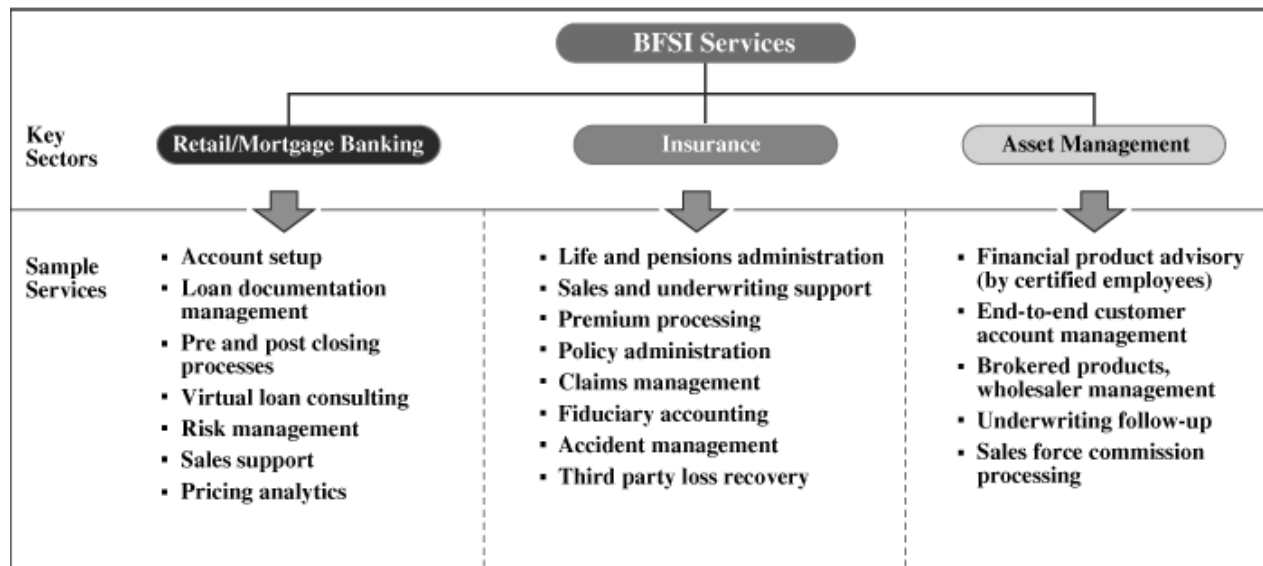 BFSI Services
Key
Sectors
Retail/Mortgage Banking
Insurance
Asset Management
Sample
Services
▪ Account setup
▪ Loan documentation
management
▪ Pre and post closing
processes
▪ Virtual loan consulting
▪ Risk management
▪ Sales support
▪ Pricing analytics
▪ Life and pensions administration
▪ Sales and underwriting support
▪ Premium processing
▪ Policy administration
▪ Claims management
▪ Fiduciary accounting
▪ Accident management
▪ Third party loss recovery
▪ Financial product advisory
(by certified employees)
▪ End-to-end customer
account management
▪ Brokered products,
wholesaler management
▪ Underwriting follow-up
▪ Sales force commission
processing